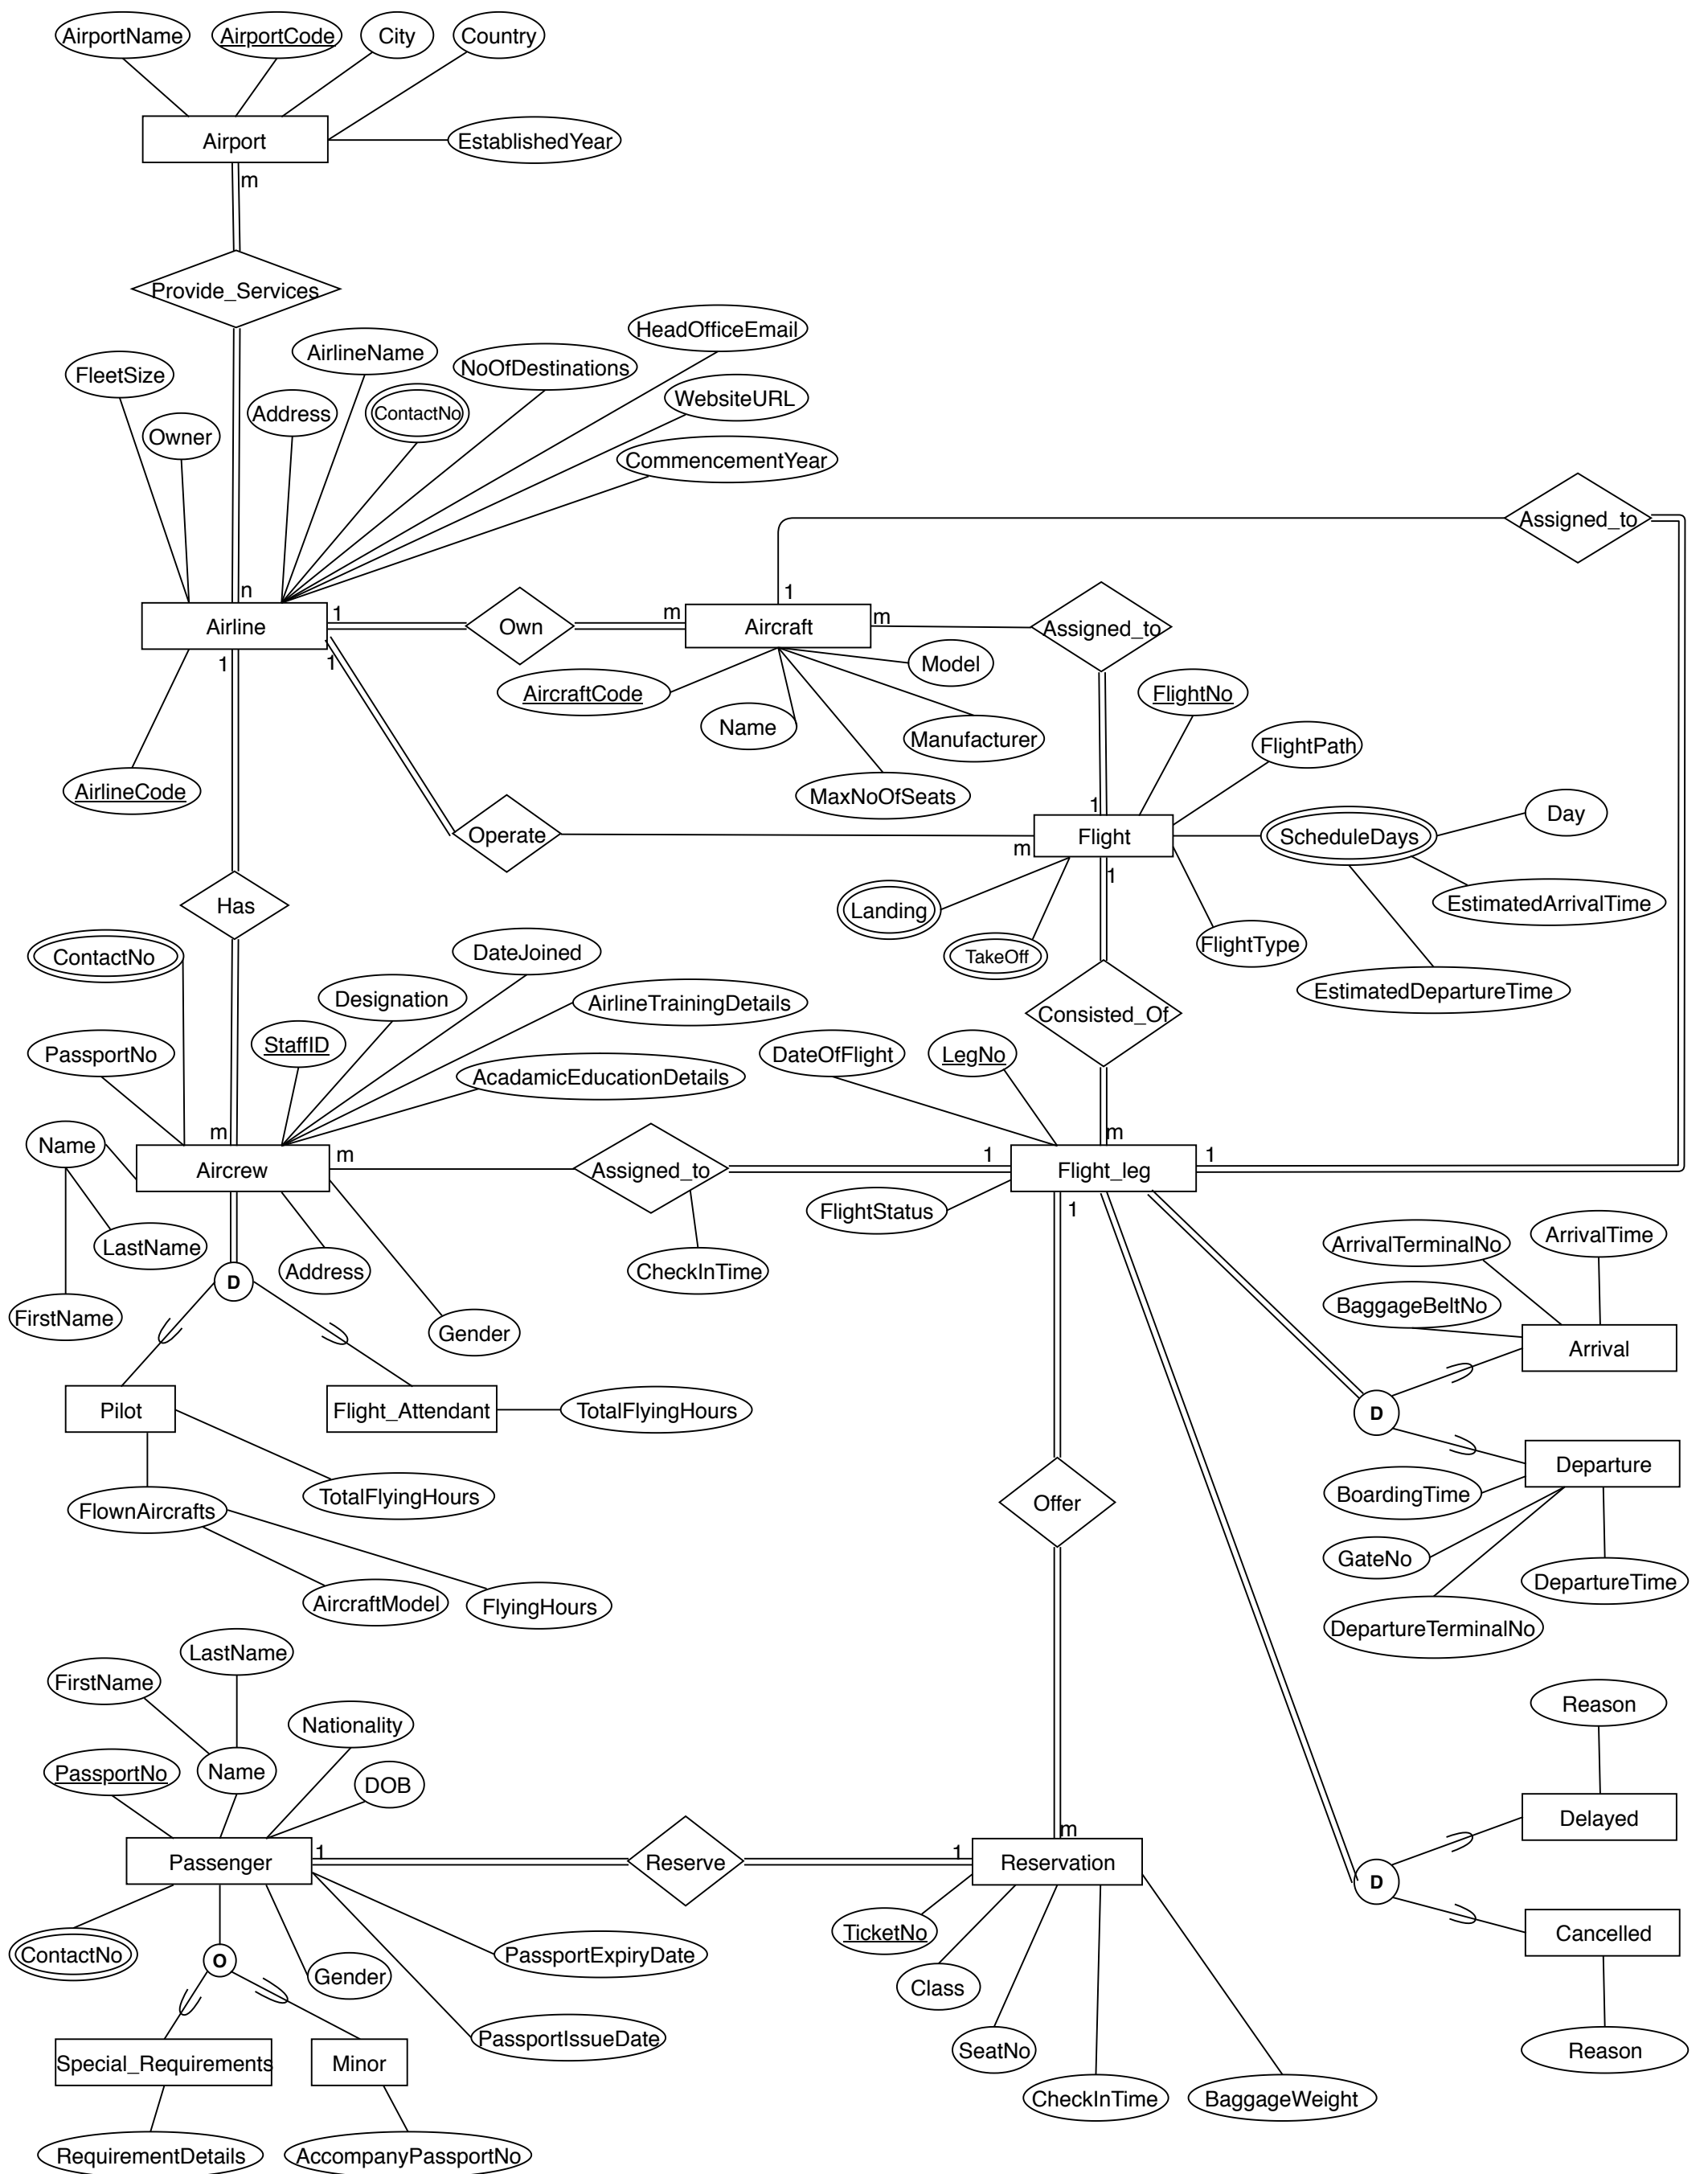 AirportName
AirportCode
City
Country
Airport
EstablishedYear
m
Provide_Services
HeadOfficeEmail
AirlineName
NoOfDestinations
FleetSize
WebsiteURL
Address
ContactNo
Owner
CommencementYear
Assigned_to
n
1
m
1
m
Airline
Own
Aircraft
Assigned_to
1
1
Model
AircraftCode
FlightNo
Name
Manufacturer
FlightPath
AirlineCode
MaxNoOfSeats
1
Day
Operate
Flight
ScheduleDays
m
1
Has
Landing
EstimatedArrivalTime
FlightType
ContactNo
DateJoined
TakeOff
Designation
AirlineTrainingDetails
EstimatedDepartureTime
Consisted_Of
StaffID
PassportNo
DateOfFlight
LegNo
AcadamicEducationDetails
m
m
Name
m
1
1
Aircrew
Assigned_to
Flight_leg
FlightStatus
1
LastName
ArrivalTerminalNo
ArrivalTime
D
Address
CheckInTime
FirstName
BaggageBeltNo
Gender
Arrival
Pilot
Flight_Attendant
TotalFlyingHours
D
Departure
TotalFlyingHours
BoardingTime
FlownAircrafts
Offer
GateNo
DepartureTime
AircraftModel
FlyingHours
DepartureTerminalNo
LastName
FirstName
Reason
Nationality
PassportNo
Name
DOB
Delayed
m
1
1
Passenger
Reserve
Reservation
D
TicketNo
Cancelled
ContactNo
O
Gender
PassportExpiryDate
Class
PassportIssueDate
SeatNo
Reason
Special_Requirements
Minor
CheckInTime
BaggageWeight
RequirementDetails
AccompanyPassportNo